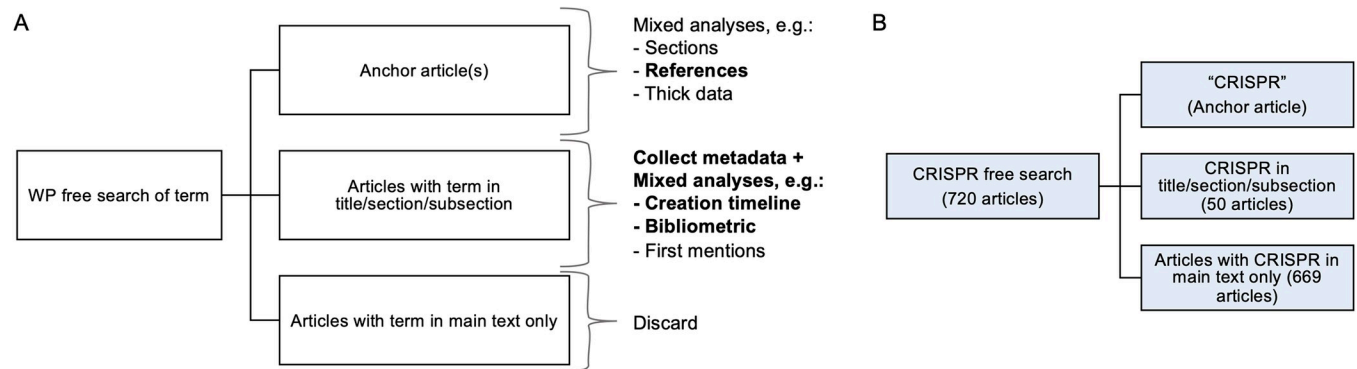 A
WP free search of term
Anchor article(s)
Articles with term in
title/section/subsection
Articles with term in main text only
Mixed analyses, e.g.:
- Sections
- References
- Thick data
Collect metadata +
Mixed analyses, e.g.:
- Creation timeline
- Bibliometric
- First mentions
Discard
B
CRISPR free search
(720 articles)
“CRISPR”
(Anchor article)
CRISPR in
title/section/subsection
(50 articles)
Articles with CRISPR in
main text only (669
articles)